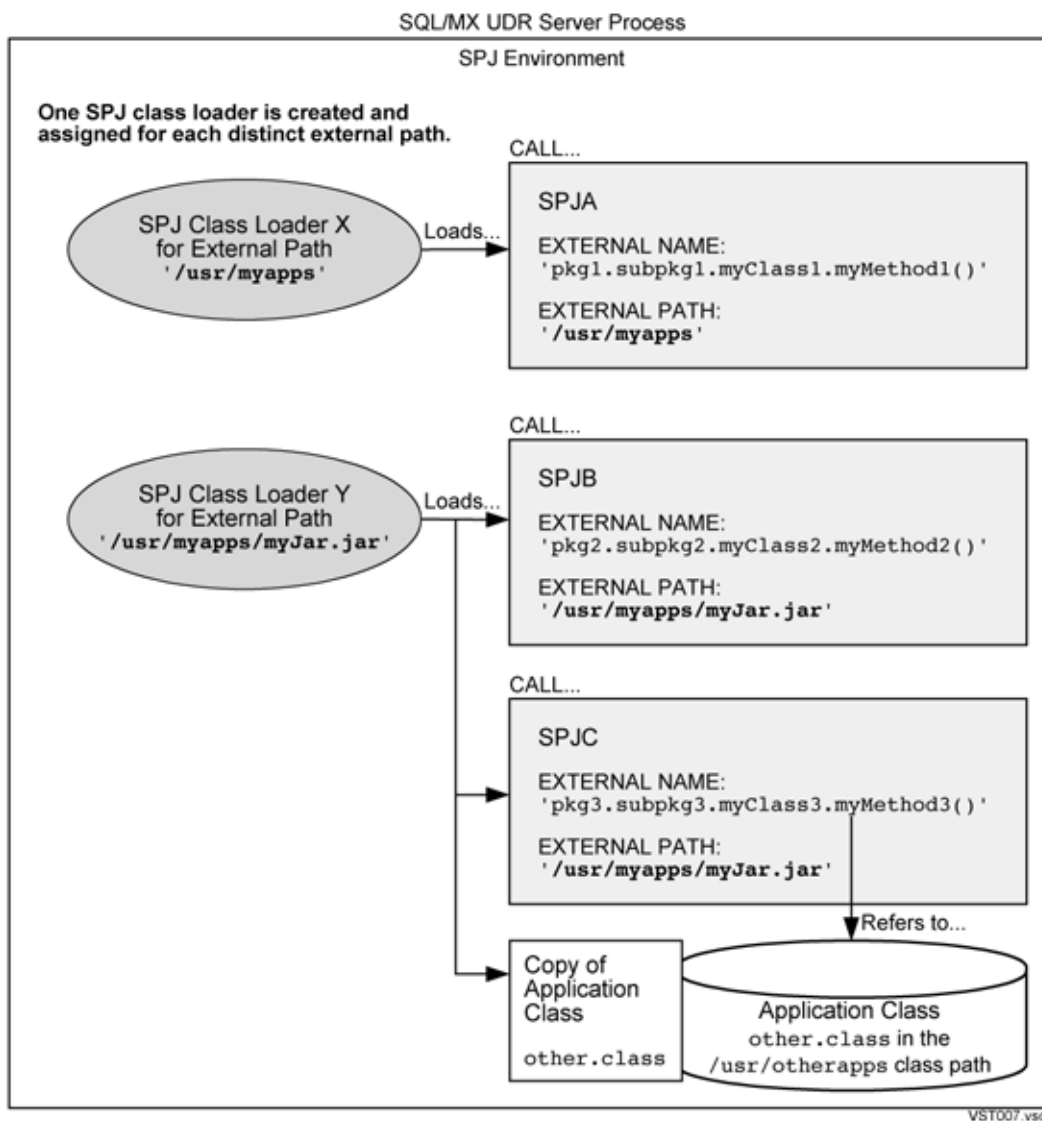 SQL/MX UDR Server Process
SPJ Environment
One SPJ class loader is created and
assigned for each distinct external path.
SPJ Class Loader X
for External Path
'/usr/myapps'
Loads...
CALL...
SPJA
EXTERNAL NAME:
'pkg1.subpkg1.myClass1.myMethod1()'
EXTERNAL PATH:
'/usr/myapps'
SPJ Class Loader Y
for External Path
'/usr/myapps/myJar.jar'
Loads...
CALL...
SPJB
EXTERNAL NAME:
'pkg2.subpkg2.myClass2.myMethod2()'
EXTERNAL PATH:
'/usr/myapps/myJar.jar'
CALL...
SPJC
EXTERNAL NAME:
'pkg3.subpkg3.myClass3.myMethod3()'
EXTERNAL PATH:
'/usr/myapps/myJar.jar'
Refers to...
Copy of
Application
Class
other.class
Application Class
other.class in the
/usr/otherapps class path
VST007.vsd